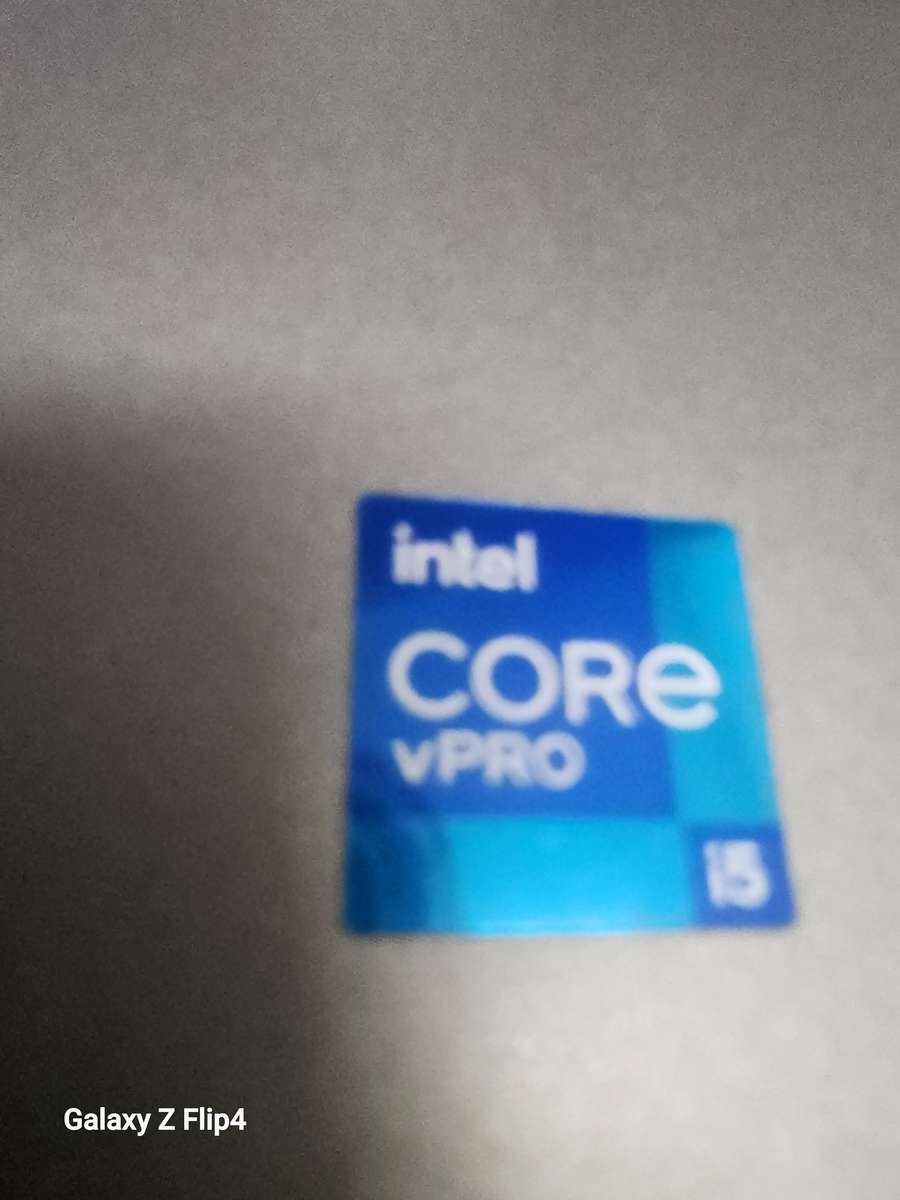 intel
CORe
vPRO
i5
Galaxy Z Flip4